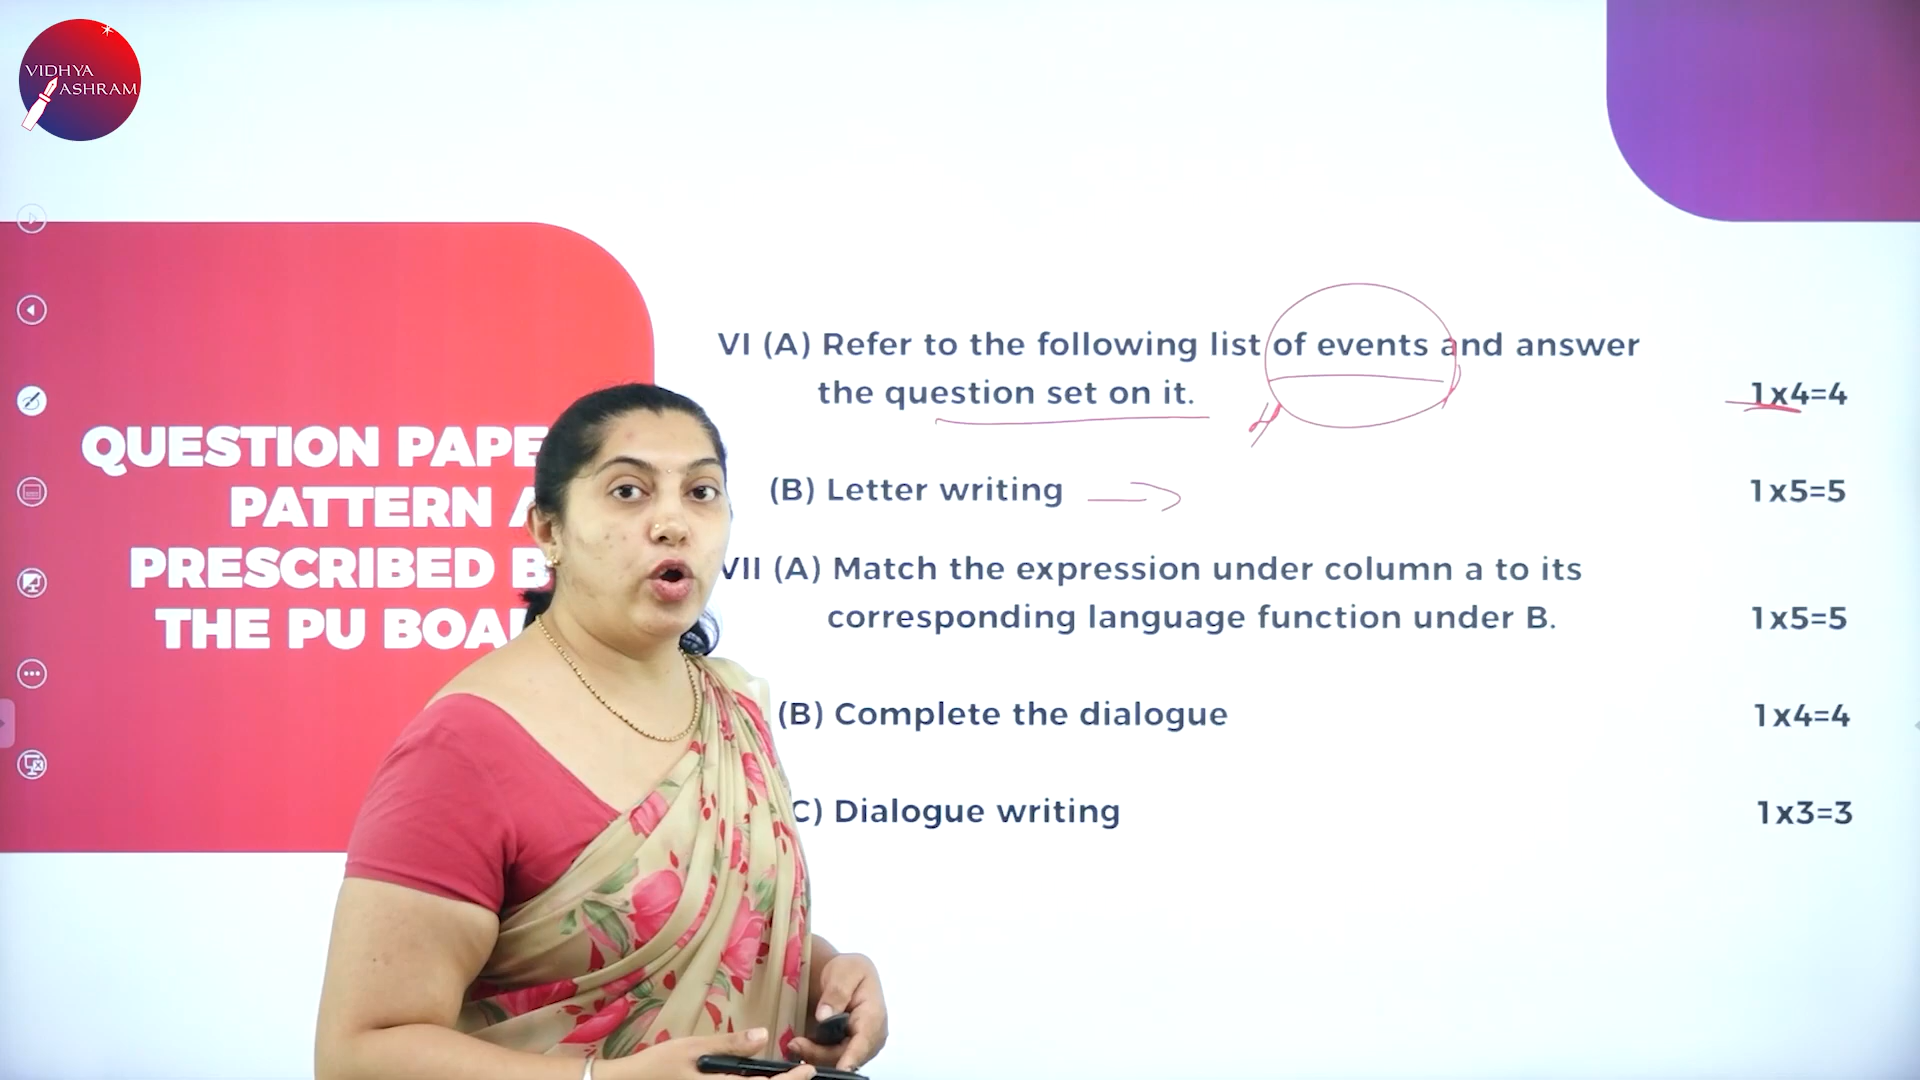 VIDHYA
ASHRAM
QUESTION PAPE
PATTERN A
PRESCRIBED B
THE PU BOA
VI (A) Refer to the following list of events and answer
the question set on it.
1x4=4
(B) Letter writing
1x5=5
VII (A) Match the expression under column a to its
corresponding language function under B.
1x5=5
(B) Complete the dialogue
1x4=4
C) Dialogue writing
1x3=3